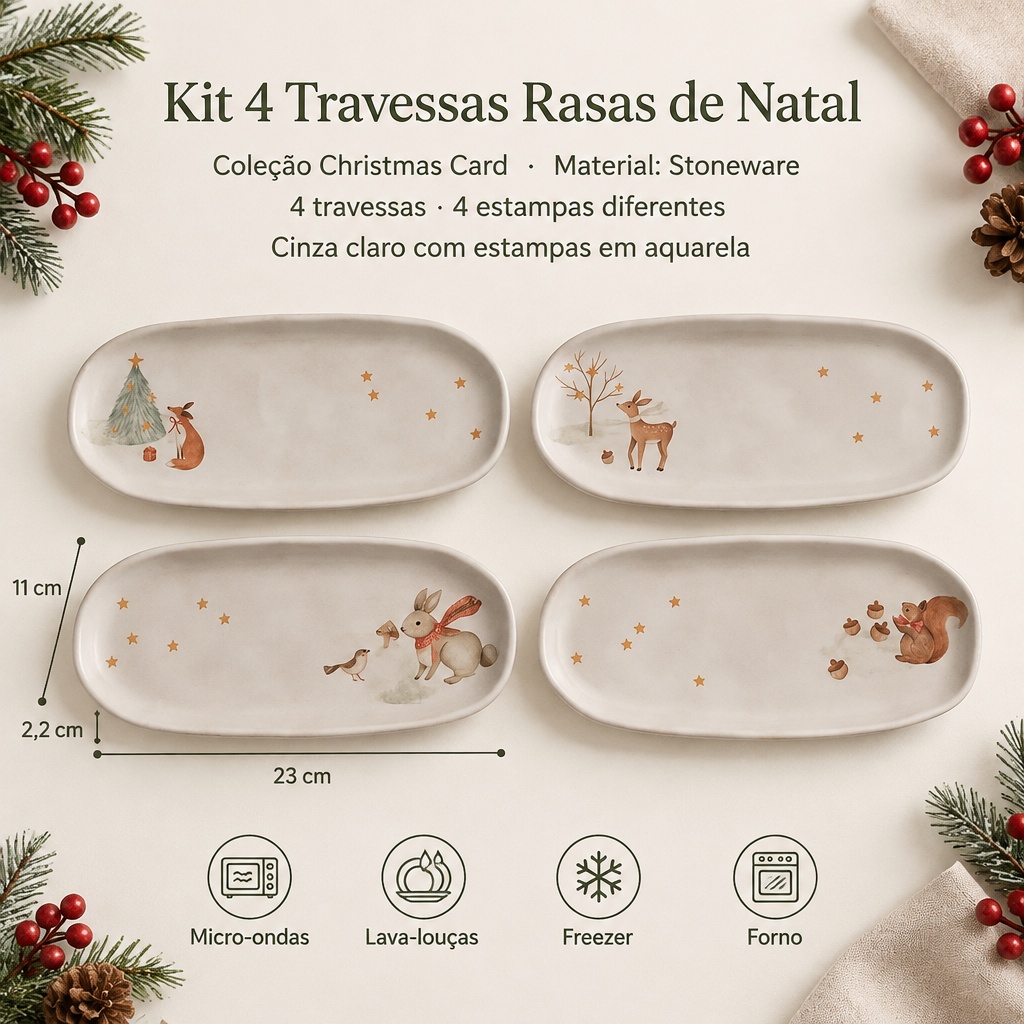 Kit 4 Travessas Rasas de Natal
Coleção Christmas Card · Material: Stoneware
4 travessas · 4 estampas diferentes
Cinza claro com estampas em aquarela
11 cm
2,2 cm
23 cm
Micro-ondas
Lava-louças
Freezer
Forno